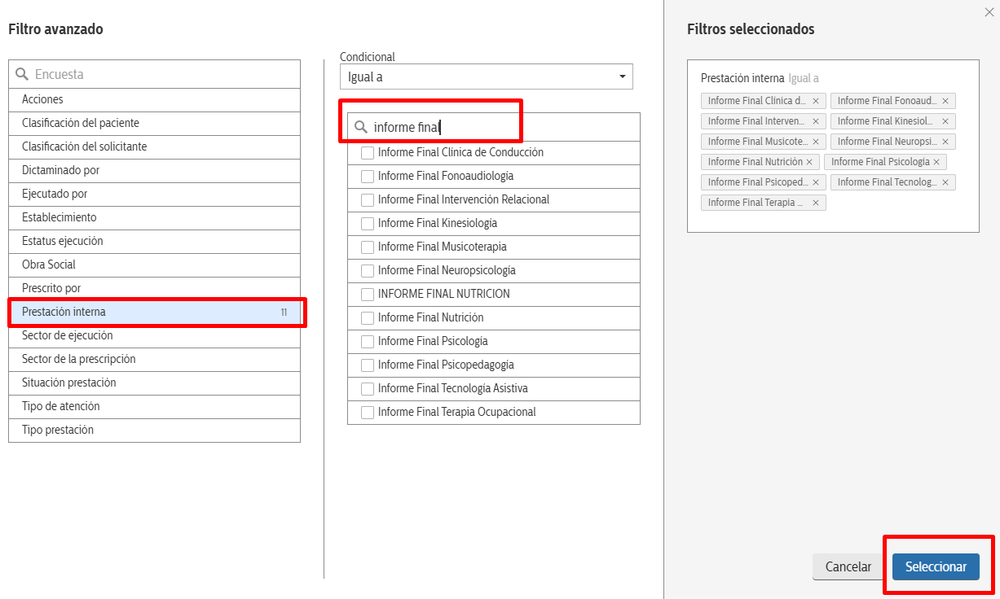 Filtro avanzado
Encuesta
Acciones
Clasificación del paciente
Clasificación del solicitante
Dictaminado por
Ejecutado por
Establecimiento
Estatus ejecución
Obra Social
Prescrito por
Prestación interna 11
Sector de ejecución
Sector de la prescripción
Situación prestación
Tipo de atención
Tipo prestación
Condicional
Igual a
informe final
Informe Final Clínica de Conducción
Informe Final Fonoaudiología
Informe Final Intervención Relacional
Informe Final Kinesiología
Informe Final Musicoterapia
Informe Final Neuropsicología
INFORME FINAL NUTRICION
Informe Final Nutrición
Informe Final Psicología
Informe Final Psicopedagogía
Informe Final Tecnología Asistiva
Informe Final Terapia Ocupacional
Filtros seleccionados
Prestación interna Igual a
Informe Final Clínica d... × Informe Final Fonoaud... ×
Informe Final Interven... × Informe Final Kinesiol... ×
Informe Final Musicote... × Informe Final Neuropsi... ×
Informe Final Nutrición × Informe Final Psicología ×
Informe Final Psicoped... × Informe Final Tecnolog... ×
Informe Final Terapia ... ×
Cancelar Seleccionar